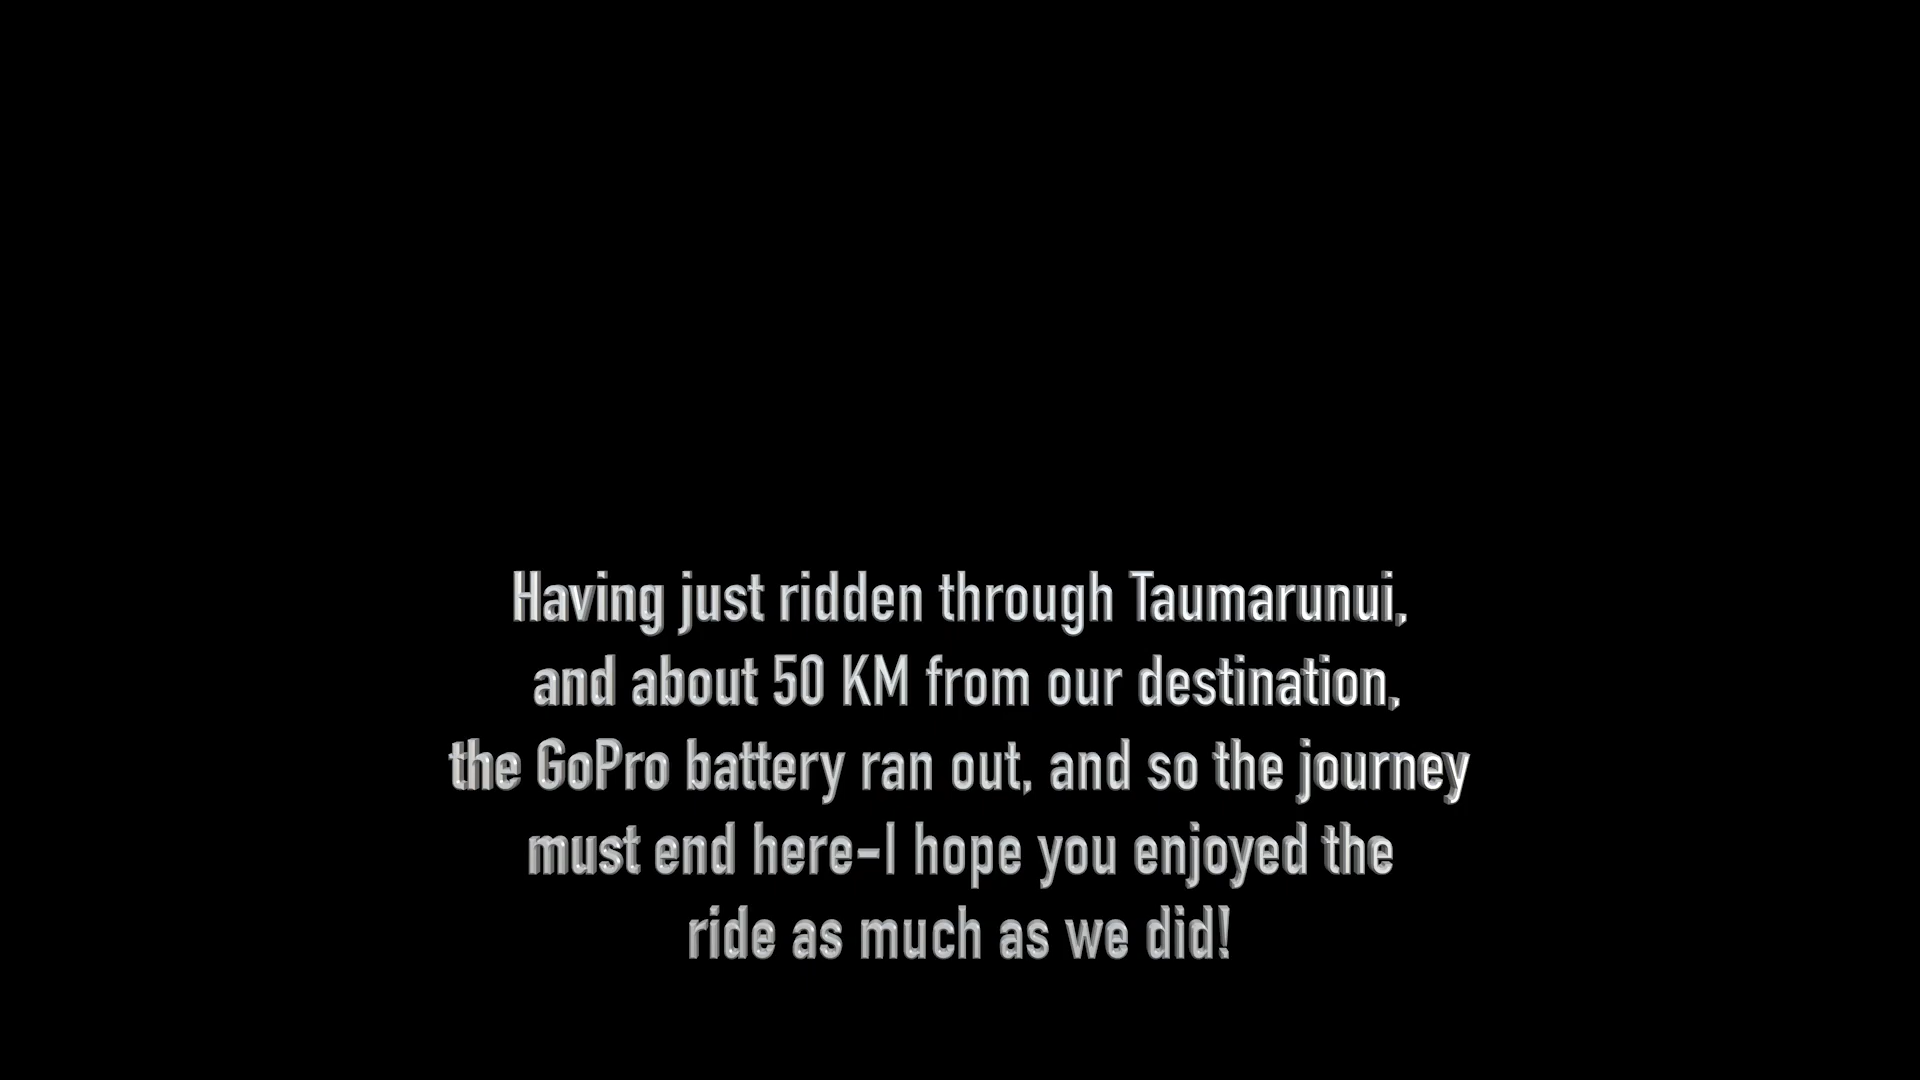 Having just ridden through Taumarunui,
and about 50 KM from our destination,
the GoPro battery ran out, and so the journey
must end here-I hope you enjoyed the
ride as much as we did!